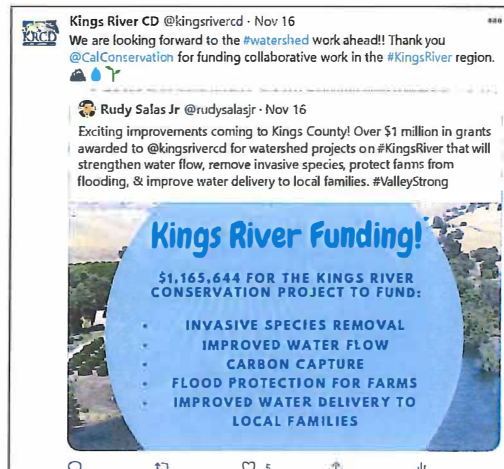 Kings River CD @kingsrivercd · Nov 16
KRCD
We are looking forward to the #watershed work ahead!! Thank you
@CalConservation for funding collaborative work in the #KingsRiver region.
Rudy Salas Jr @rudysalasjr · Nov 16
Exciting improvements coming to Kings County! Over $1 million in grants
awarded to @kingsrivercd for watershed projects on #KingsRiver that will
strengthen water flow, remove invasive species, protect farms from
flooding, & improve water delivery to local families. #ValleyStrong
Kings River Funding!
$1,165,644 FOR THE KINGS RIVER
CONSERVATION PROJECT TO FUND:
• INVASIVE SPECIES REMOVAL
• IMPROVED WATER FLOW
• CARBON CAPTURE
• FLOOD PROTECTION FOR FARMS
• IMPROVED WATER DELIVERY TO
LOCAL FAMILIES
5